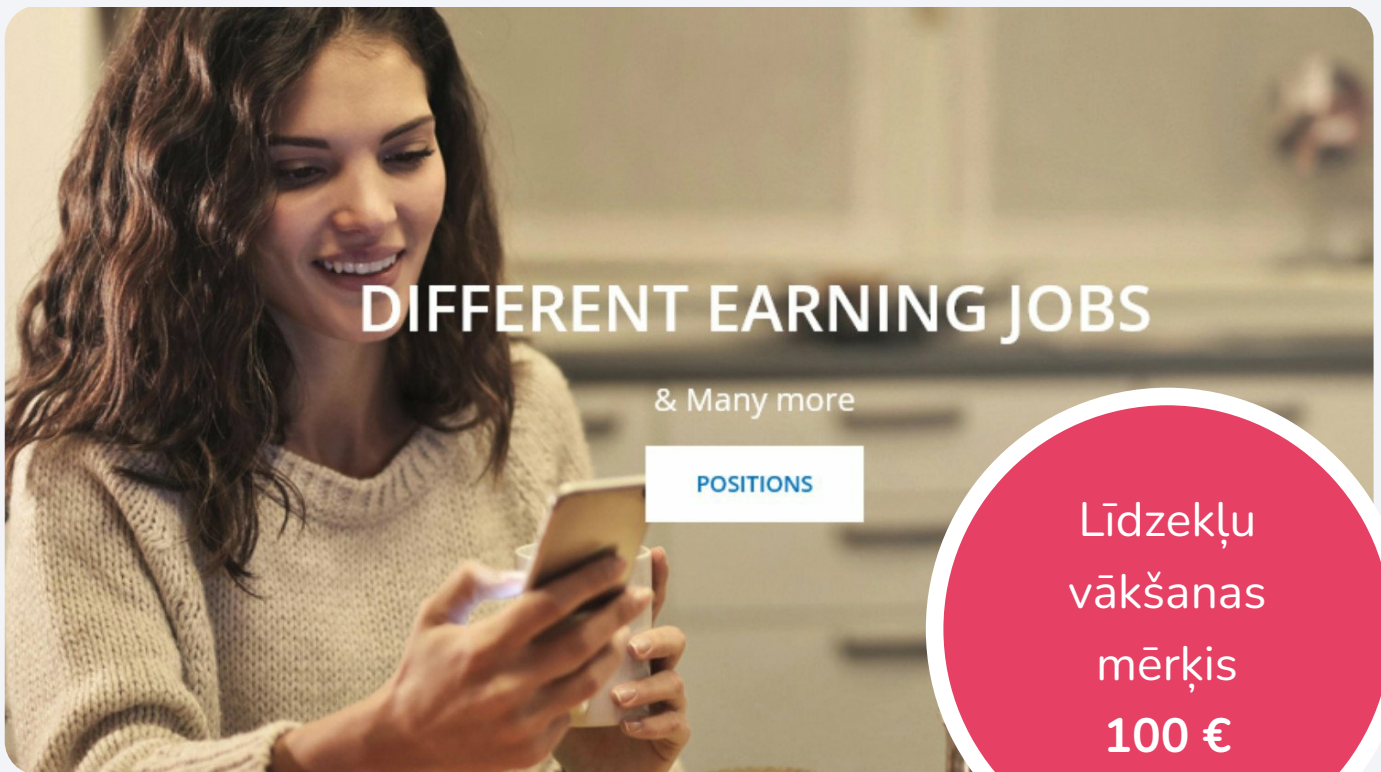 DIFFERENT EARNING JOBS
& Many more
POSITIONS
Līdzekļu
vākšanas
mērķis
100 €